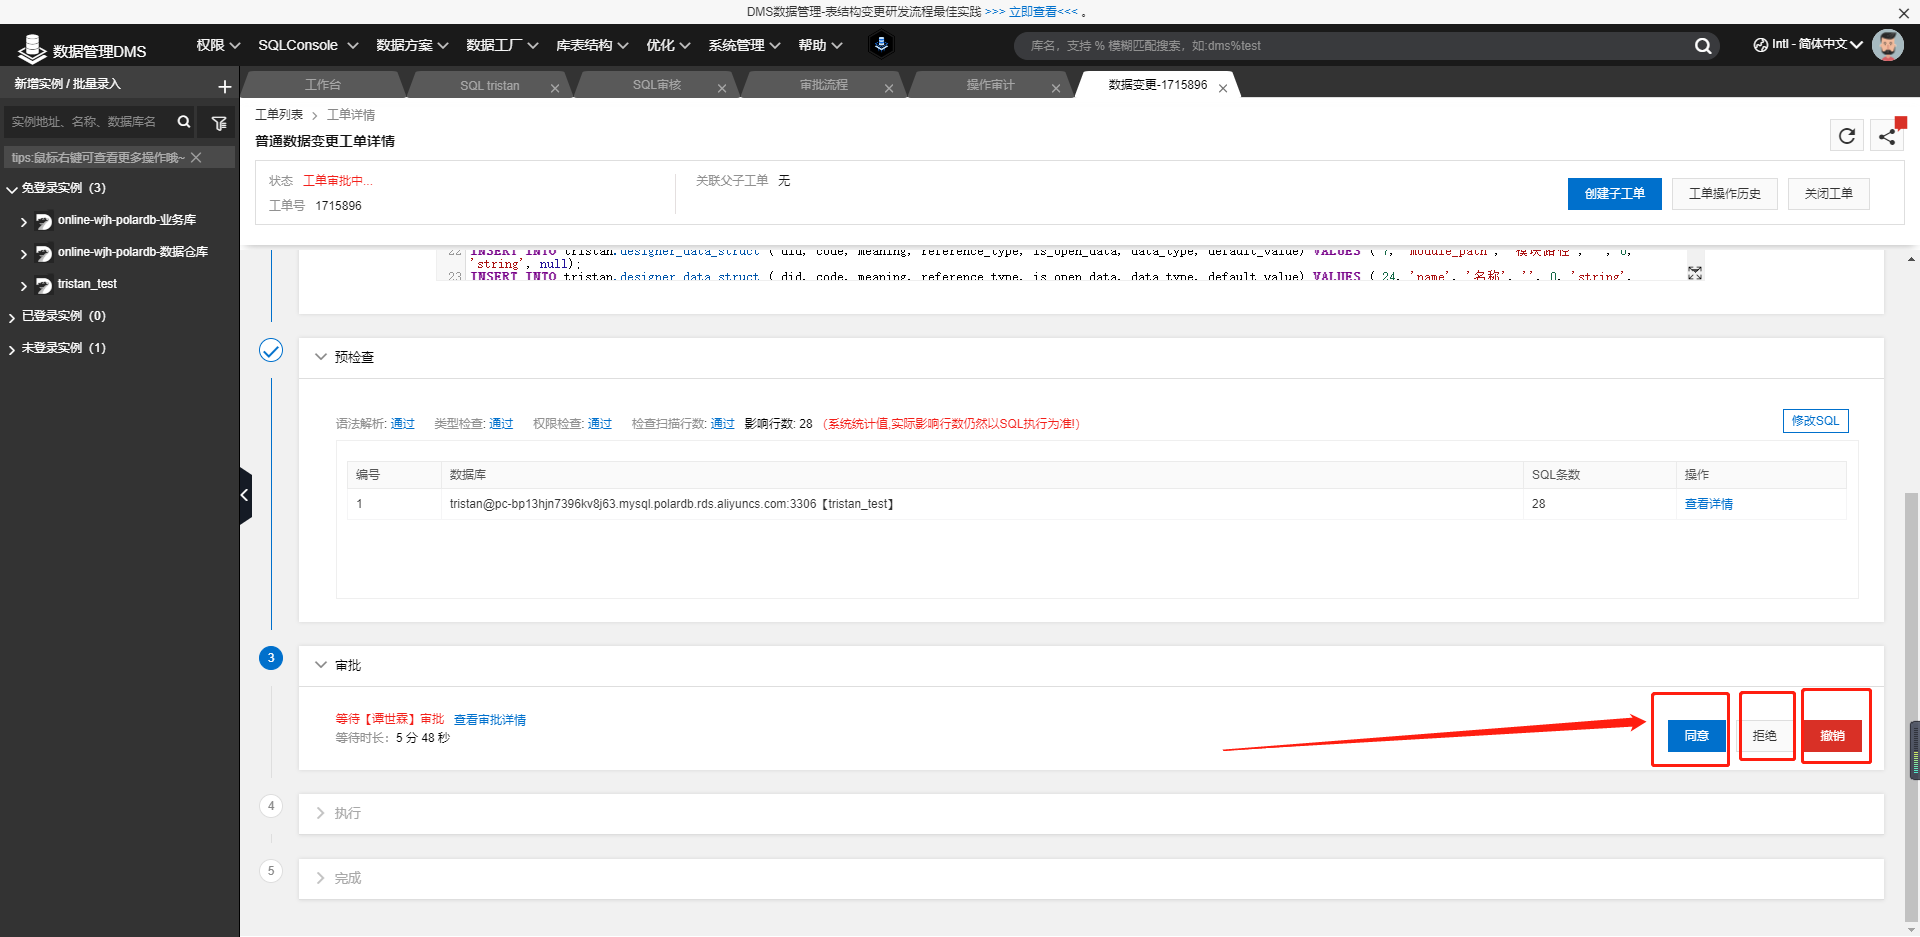 DMS数据管理-表结构变更研发流程最佳实践 >>> 立即查看<<< 。
数据管理DMS
权限 SQLConsole 数据方案 数据工厂 库表结构 优化 系统管理 帮助
库名，支持 % 模糊匹配搜索，如:dms%test
Intl - 简体中文
新增实例 / 批量录入
工作台 SQL tristan SQL审核 审批流程 操作审计 数据变更-1715896
实例地址、名称、数据库名
tips:鼠标右键可查看更多操作哦~
免登录实例 (3)
online-wjh-polardb-业务库
online-wjh-polardb-数据仓库
tristan_test
已登录实例 (0)
未登录实例 (1)
工单列表 > 工单详情
普通数据变更工单详情
状态 工单审批中...
关联父子工单 无
工单号 1715896
创建子工单 工单操作历史 关闭工单
22 INSERT INTO tristan.designer_data_struct ( did, code, meaning, reference_type, is_open_data, data_type, default_value) VALUES ( 7, 'module_path', '模块路径', '', 0,
'string', null);
23 INSERT INTO tristan.designer_data_struct ( did, code, meaning, reference_type, is_open_data, data_type, default_value) VALUES ( 24, 'name', '名称', '', 0, 'string',
预检查
语法解析: 通过 类型检查: 通过 权限检查: 通过 检查扫描行数: 通过 影响行数: 28 (系统统计值,实际影响行数仍然以SQL执行为准!)
修改SQL
编号 数据库 SQL条数 操作
1 tristan@pc-bp13hjn7396kv8j63.mysql.polardb.rds.aliyuncs.com:3306【tristan_test】 28 查看详情
3 审批
等待【谭世霖】审批 查看审批详情
等待时长： 5 分 48 秒
同意 拒绝 撤销
4 执行
5 完成